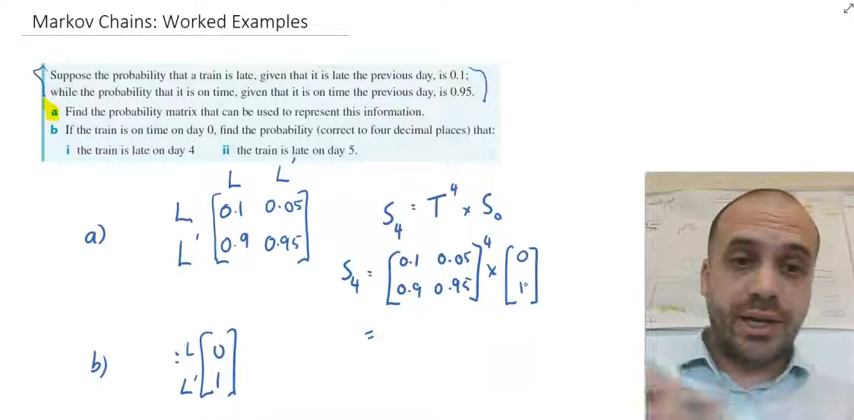 Markov Chains: Worked Examples
Suppose the probability that a train is late, given that it is late the previous day, is 0.1;
while the probability that it is on time, given that it is on time the previous day, is 0.95.
a Find the probability matrix that can be used to represent this information.
b If the train is on time on day 0, find the probability (correct to four decimal places) that:
i the train is late on day 4 ii the train is late on day 5.
L L'
a) L [0.1 0.05
L' 0.9 0.95]
S₄ = T⁴ × S₀
S₄ = [0.1 0.05
0.9 0.95]⁴ × [0
1]
=
b) : L [0
L' 1]